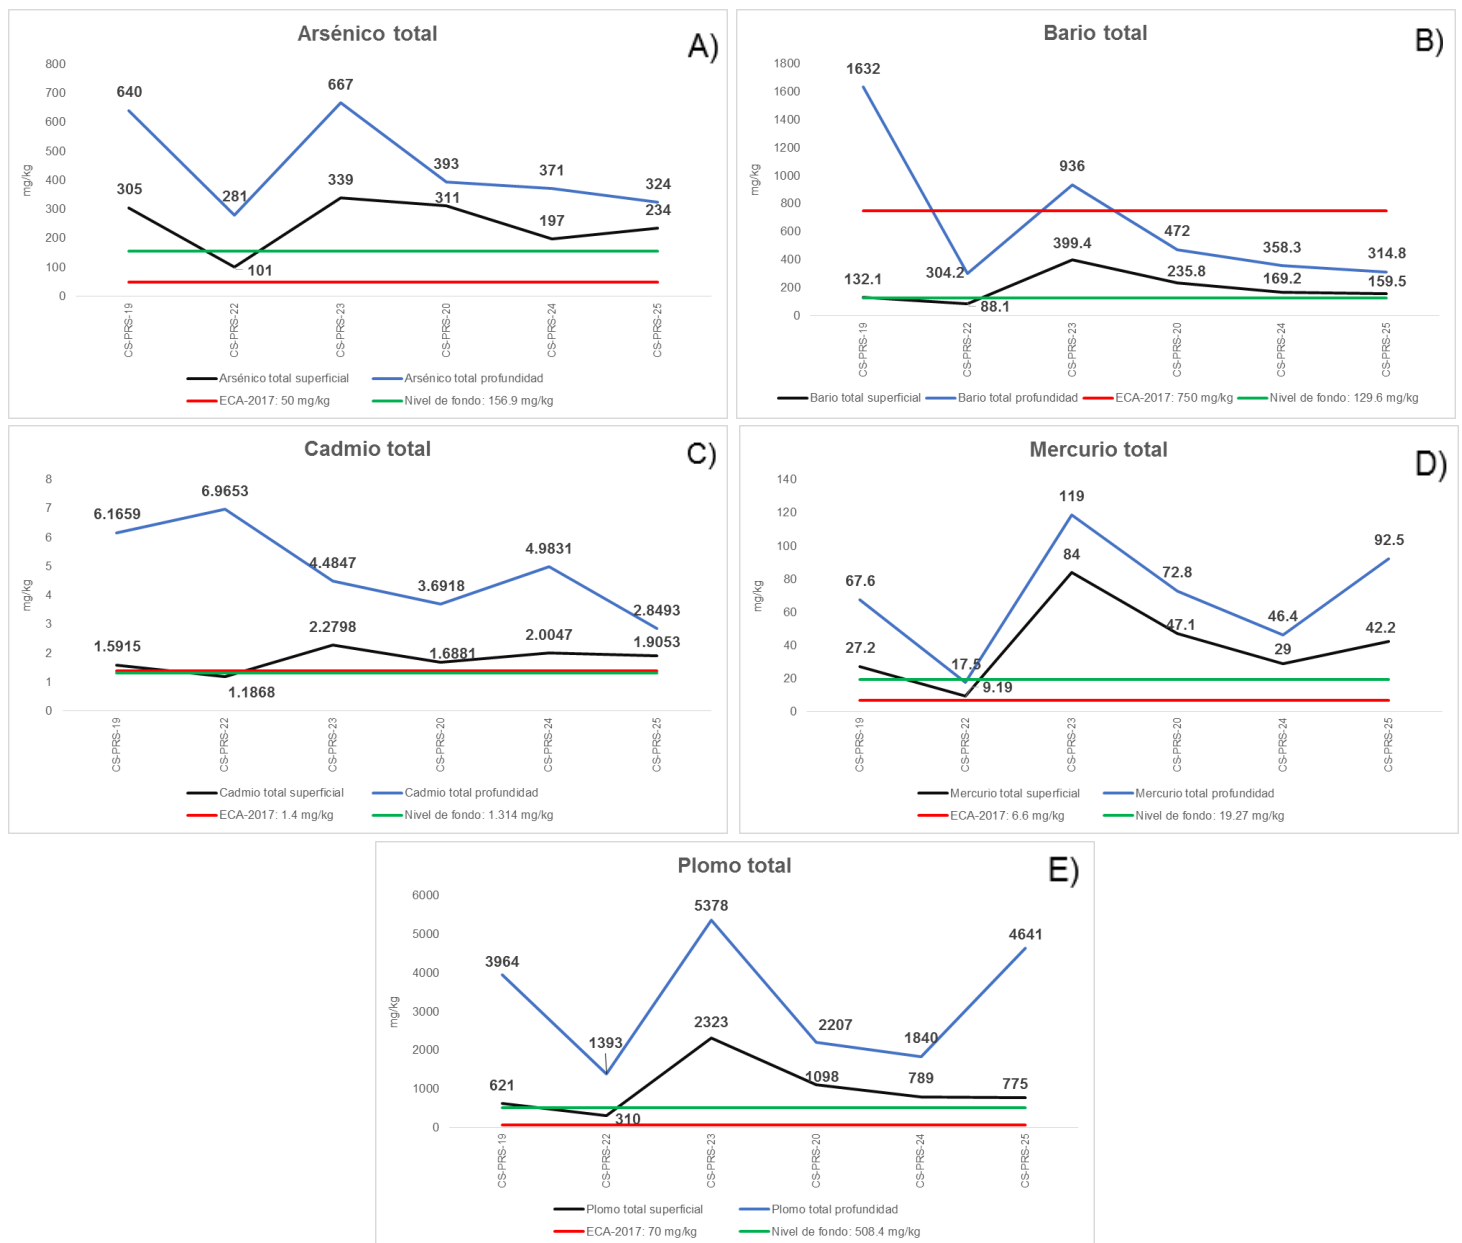 Arsénico total
A)
800
700
600
500
400
300
200
100
0
mg/kg
640
281
667
393
371
324
305
101
339
311
197
234
CS-PRS-19
CS-PRS-22
CS-PRS-23
CS-PRS-20
CS-PRS-24
CS-PRS-25
Arsénico total superficial
Arsénico total profundidad
ECA-2017: 50 mg/kg
Nivel de fondo: 156.9 mg/kg
Bario total
B)
1800
1600
1400
1200
1000
800
600
400
200
0
mg/kg
1632
304.2
936
472
358.3
314.8
132.1
88.1
399.4
235.8
169.2
159.5
CS-PRS-19
CS-PRS-22
CS-PRS-23
CS-PRS-20
CS-PRS-24
CS-PRS-25
Bario total superficial
Bario total profundidad
ECA-2017: 750 mg/kg
Nivel de fondo: 129.6 mg/kg
Cadmio total
C)
8
7
6
5
4
3
2
1
0
mg/kg
6.1659
6.9653
4.4847
3.6918
4.9831
2.8493
1.5915
1.1868
2.2798
1.6881
2.0047
1.9053
CS-PRS-19
CS-PRS-22
CS-PRS-23
CS-PRS-20
CS-PRS-24
CS-PRS-25
Cadmio total superficial
Cadmio total profundidad
ECA-2017: 1.4 mg/kg
Nivel de fondo: 1.314 mg/kg
Mercurio total
D)
140
120
100
80
60
40
20
0
mg/kg
67.6
17.5
119
72.8
46.4
92.5
27.2
9.19
84
47.1
29
42.2
CS-PRS-19
CS-PRS-22
CS-PRS-23
CS-PRS-20
CS-PRS-24
CS-PRS-25
Mercurio total superficial
Mercurio total profundidad
ECA-2017: 6.6 mg/kg
Nivel de fondo: 19.27 mg/kg
Plomo total
E)
6000
5000
4000
3000
2000
1000
0
mg/kg
3964
1393
5378
2207
1840
4641
621
310
2323
1098
789
775
CS-PRS-19
CS-PRS-22
CS-PRS-23
CS-PRS-20
CS-PRS-24
CS-PRS-25
Plomo total superficial
Plomo total profundidad
ECA-2017: 70 mg/kg
Nivel de fondo: 508.4 mg/kg